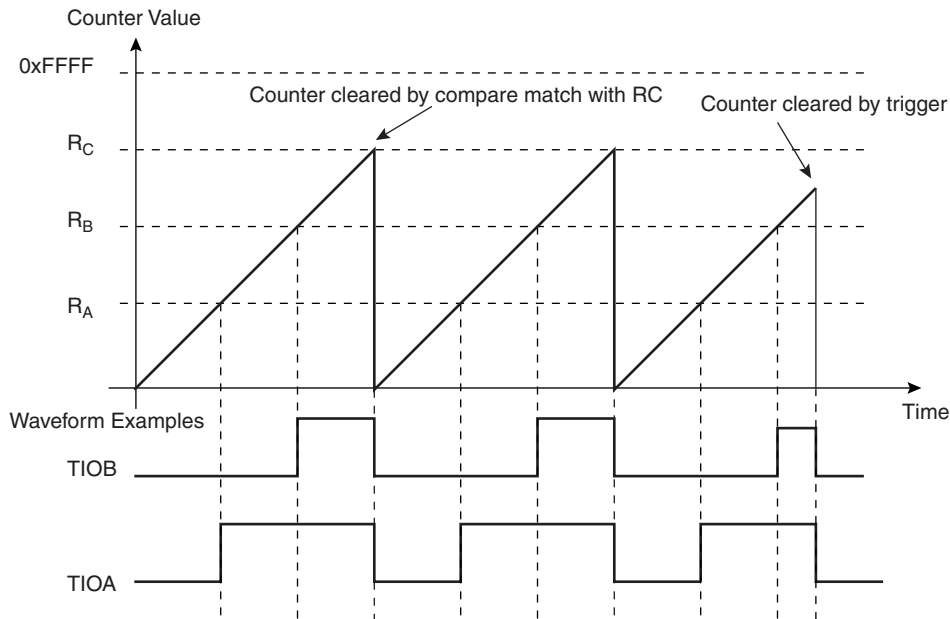 Counter Value
0xFFFF
Counter cleared by compare match with RC
Counter cleared by trigger
RC
RB
RA
Time
Waveform Examples
TIOB
TIOA